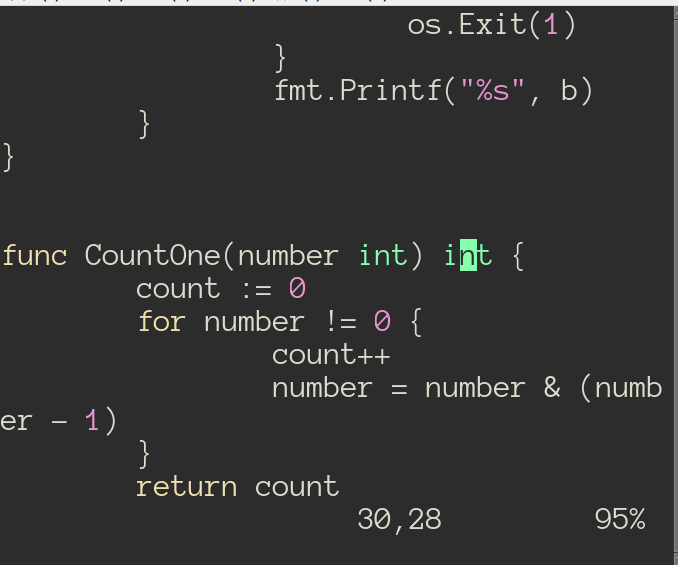 os.Exit(1)
}
fmt.Printf("%s", b)
}
}
func CountOne(number int) int {
count := 0
for number != 0 {
count++
number = number & (numb
er - 1)
}
return count
30,28 95%